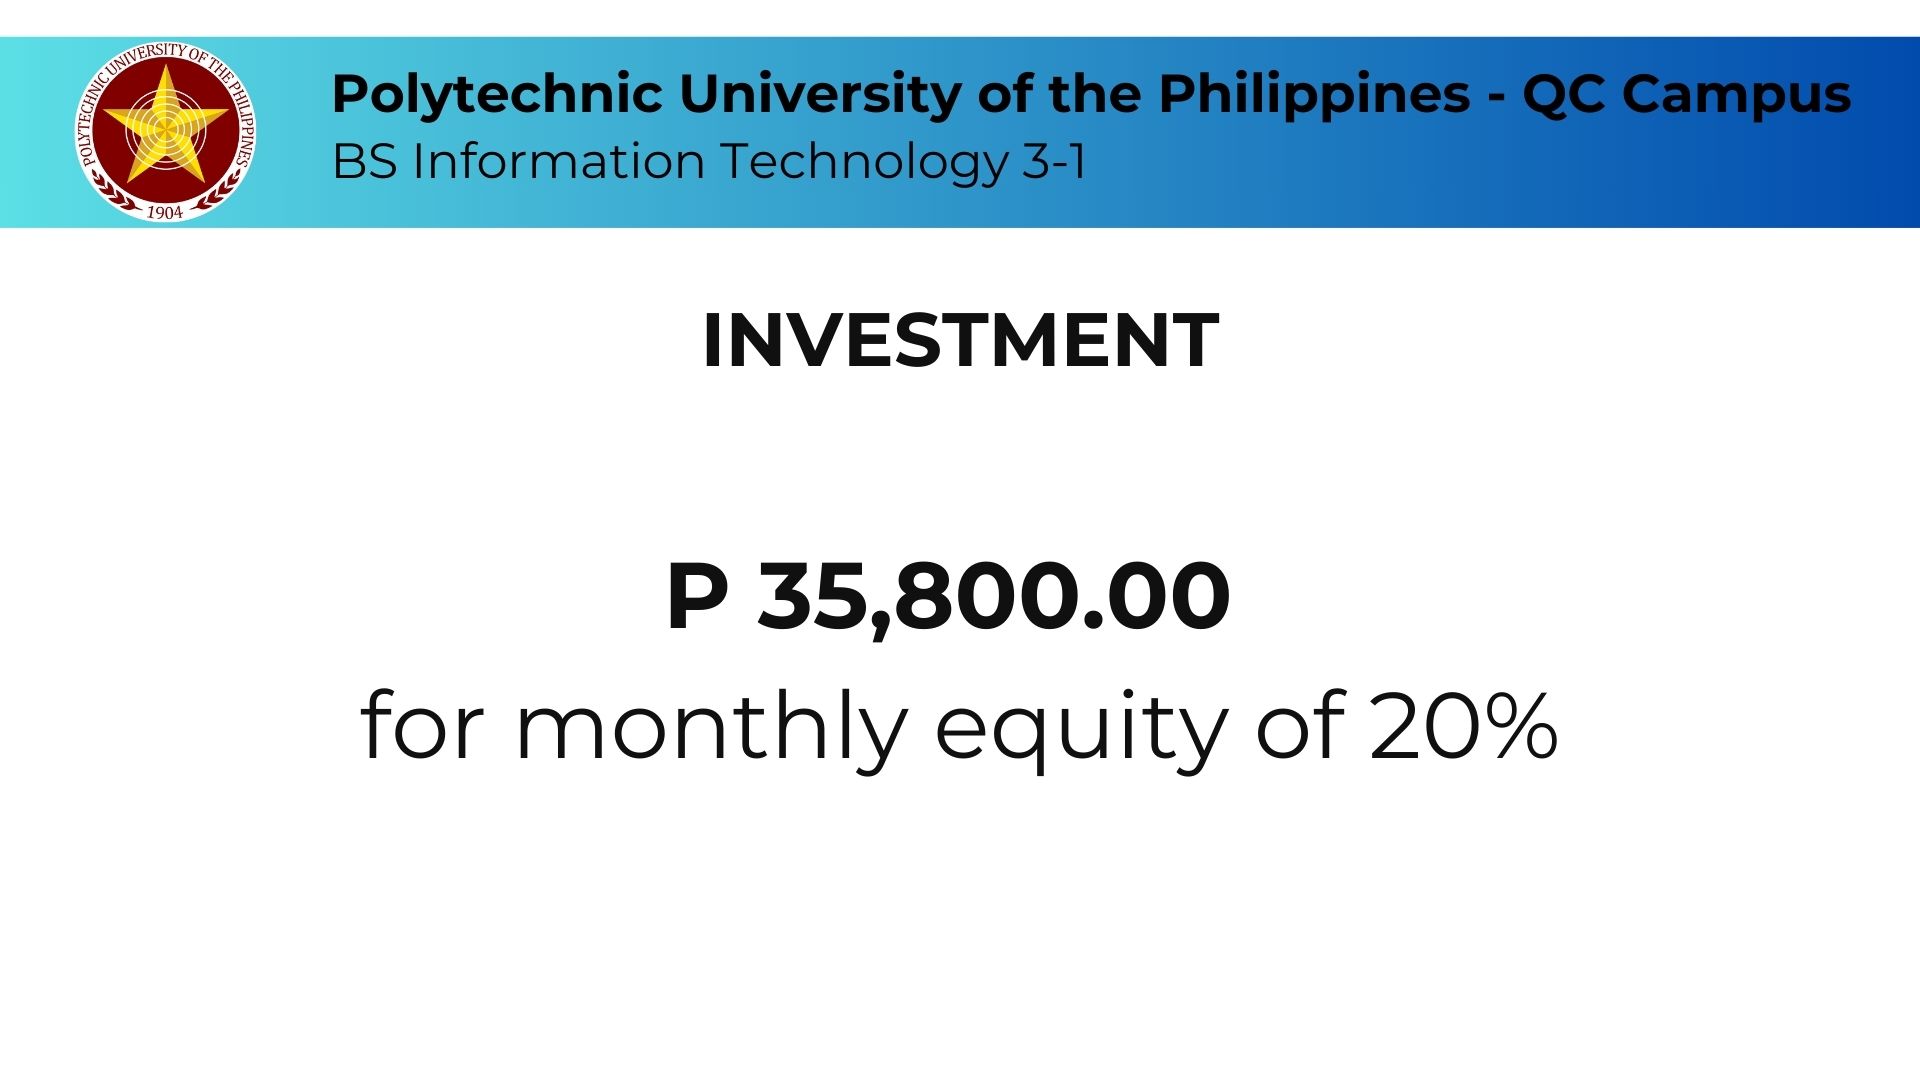 POLYTECHNIC UNIVERSITY OF THE PHILIPPINES
1904
Polytechnic University of the Philippines - QC Campus
BS Information Technology 3-1
INVESTMENT
P 35,800.00
for monthly equity of 20%